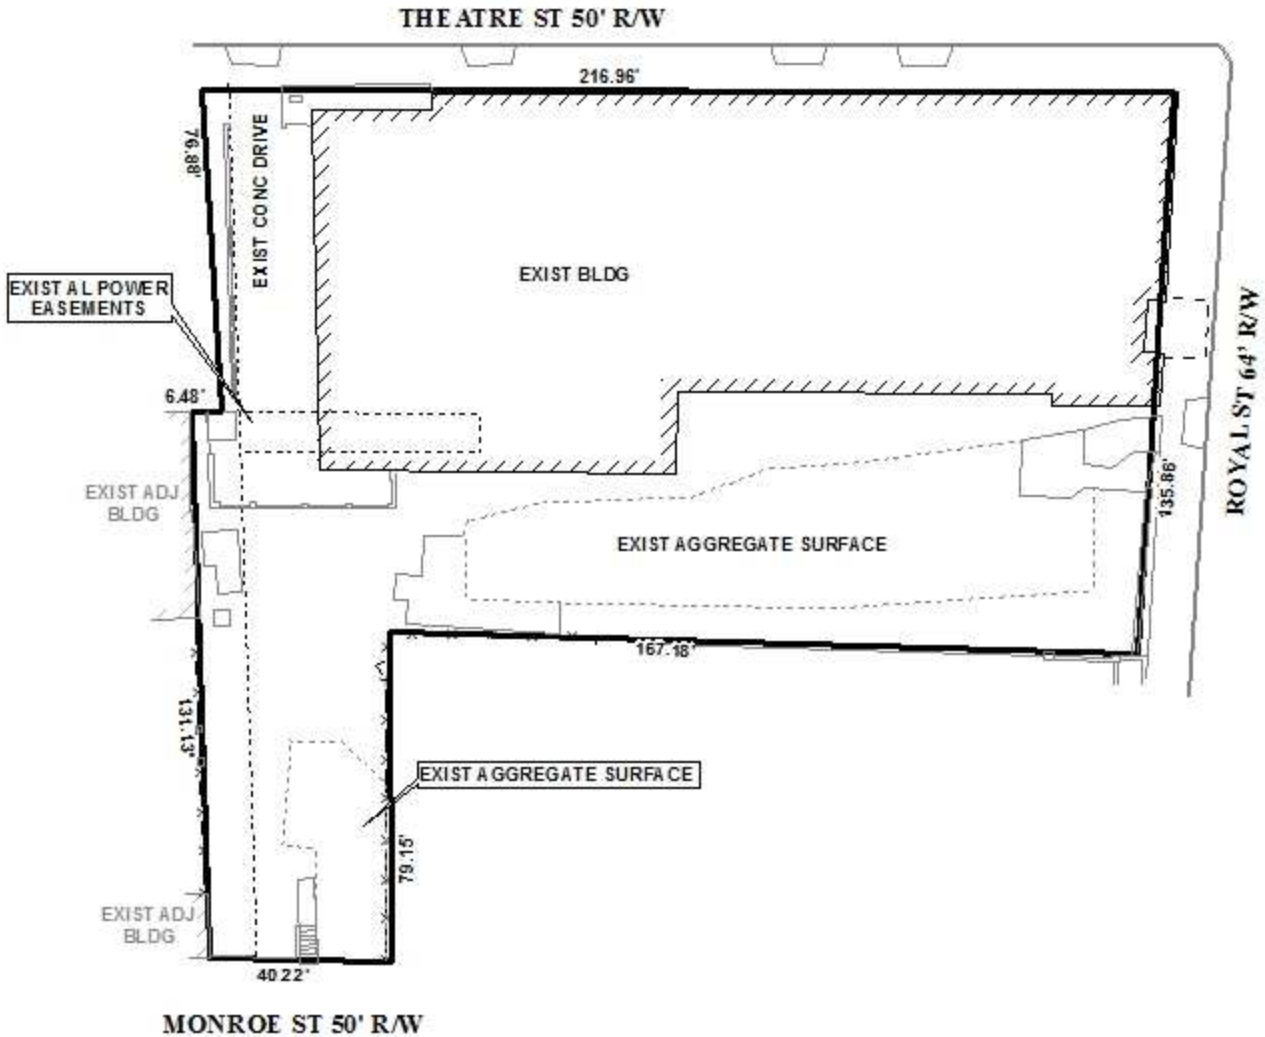 THEATRE ST 50' R/W
216.96'
76.88'
EXIST CONC DRIVE
EXIST BLDG
EXIST AL POWER
EASEMENTS
ROYAL ST 64' R/W
6.48'
EXIST ADJ
BLDG
135.86'
EXIST AGGREGATE SURFACE
167.18'
131.13'
EXIST AGGREGATE SURFACE
79.15'
EXIST ADJ
BLDG
40.22'
MONROE ST 50' R/W